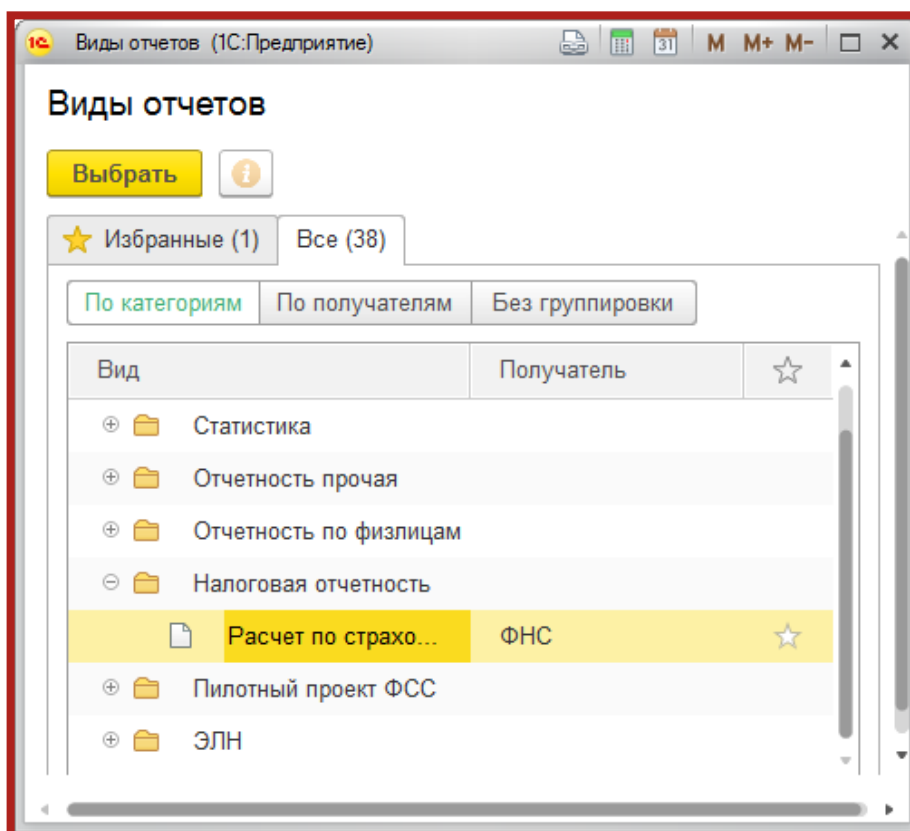 1С Виды отчетов (1С:Предприятие) 31 M M+ M-
Виды отчетов
Выбрать
Избранные (1) Все (38)
По категориям По получателям Без группировки
Вид Получатель
Статистика
Отчетность прочая
Отчетность по физлицам
Налоговая отчетность
Расчет по страхо... ФНС
Пилотный проект ФСС
ЭЛН